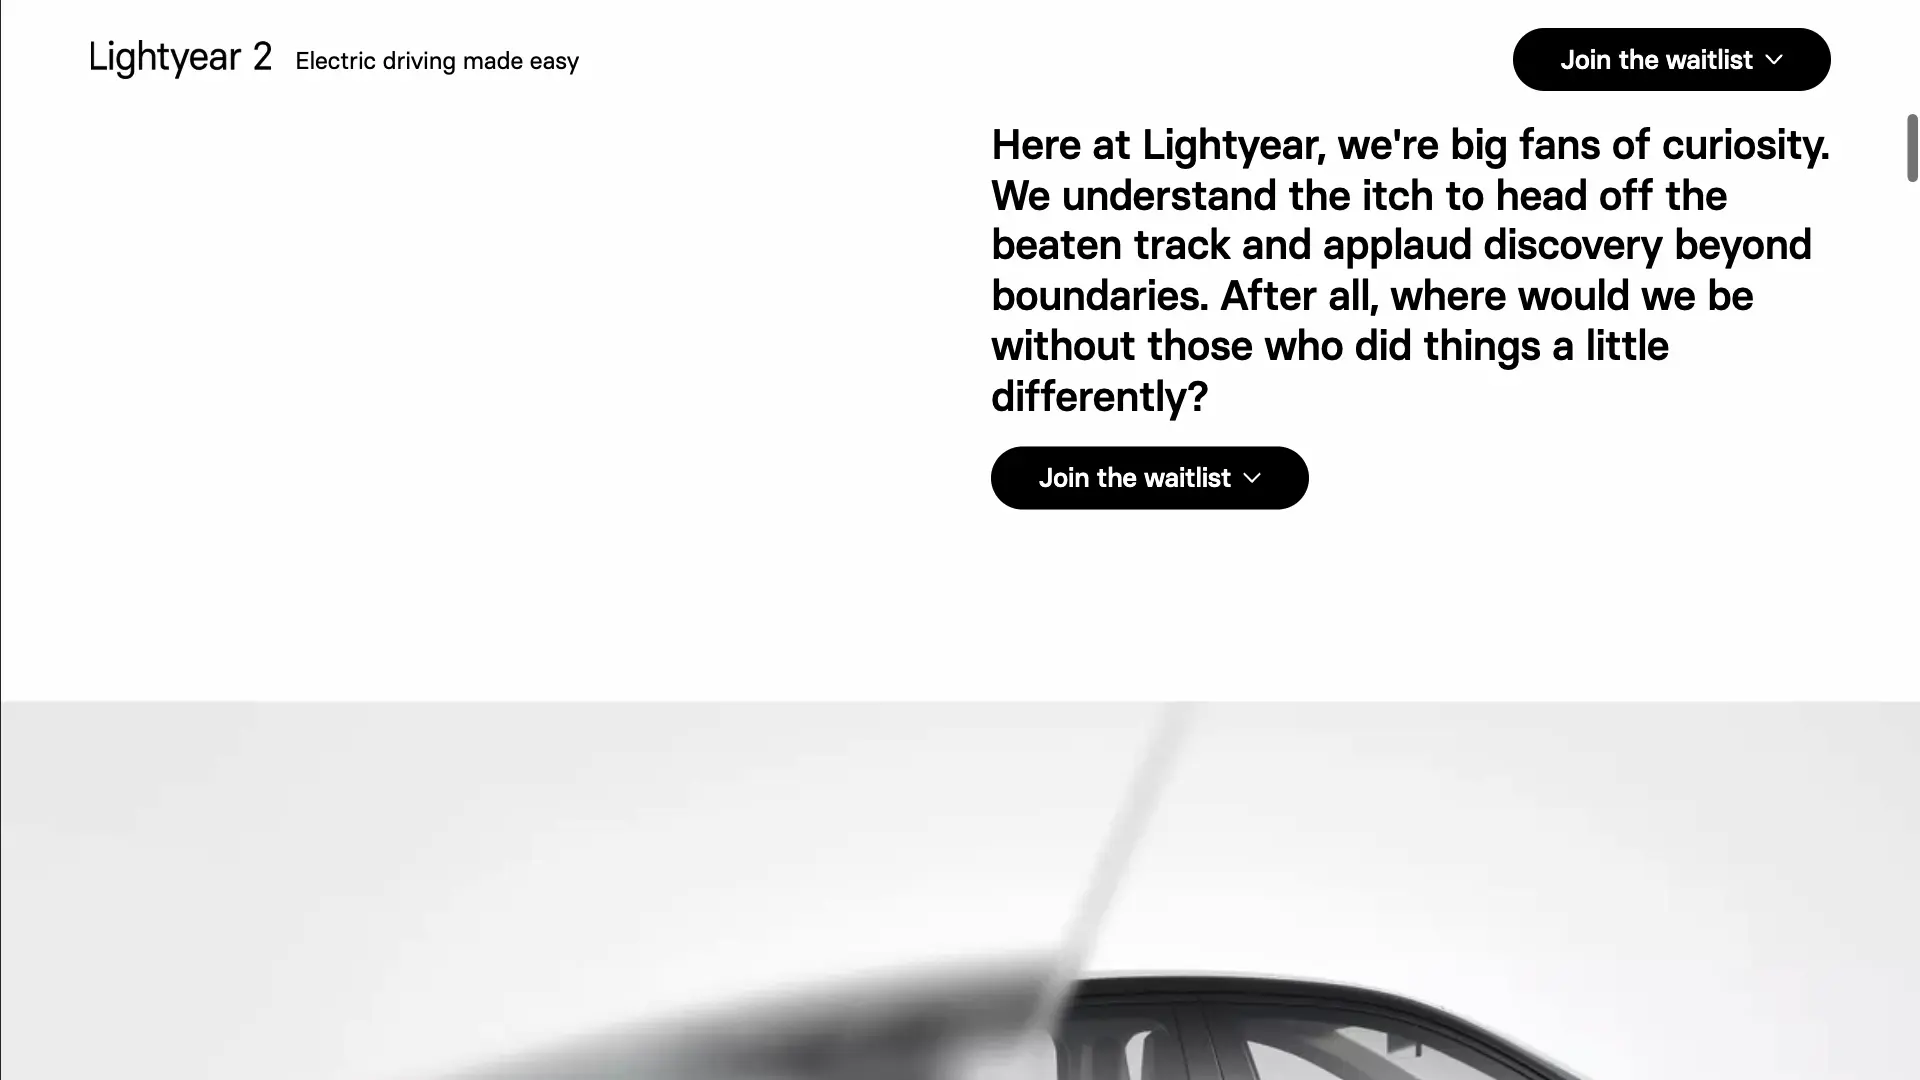 Lightyear 2 Electric driving made easy
Join the waitlist
Here at Lightyear, we're big fans of curiosity.
We understand the itch to head off the
beaten track and applaud discovery beyond
boundaries. After all, where would we be
without those who did things a little
differently?
Join the waitlist